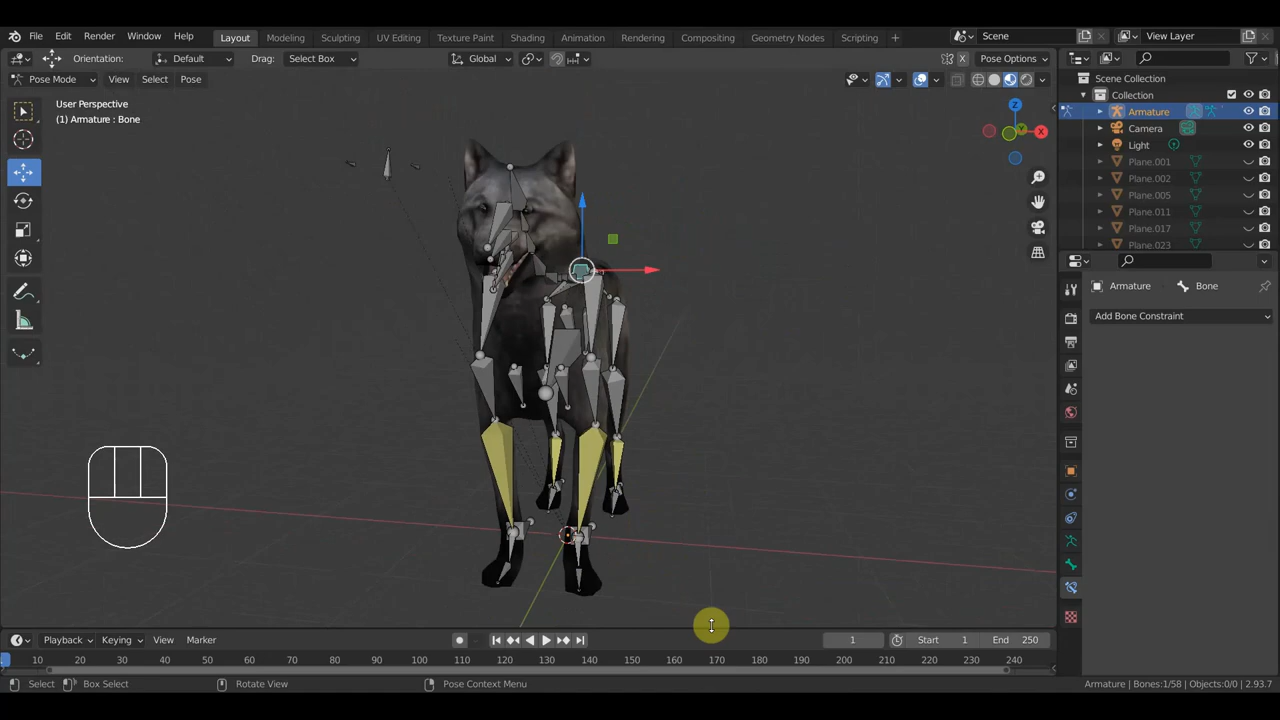 File Edit Render Window Help Layout Modeling Sculpting UV Editing Texture Paint Shading Animation Rendering Compositing Geometry Nodes Scripting + Scene View Layer
Orientation: Default Drag: Select Box Global X Pose Options
Pose Mode View Select Pose
Scene Collection
Collection
Armature
Camera
Light
Plane.001
Plane.002
Plane.005
Plane.011
Plane.017
Plane.023
User Perspective
(1) Armature : Bone
Z
Y
X
Armature Bone
Add Bone Constraint
Playback Keying View Marker 1 Start 1 End 250
10 20 30 40 50 60 70 80 90 100 110 120 130 140 150 160 170 180 190 200 210 220 230 240
Select Box Select Rotate View Pose Context Menu Armature | Bones:1/58 | Objects:0/0 | 2.93.7